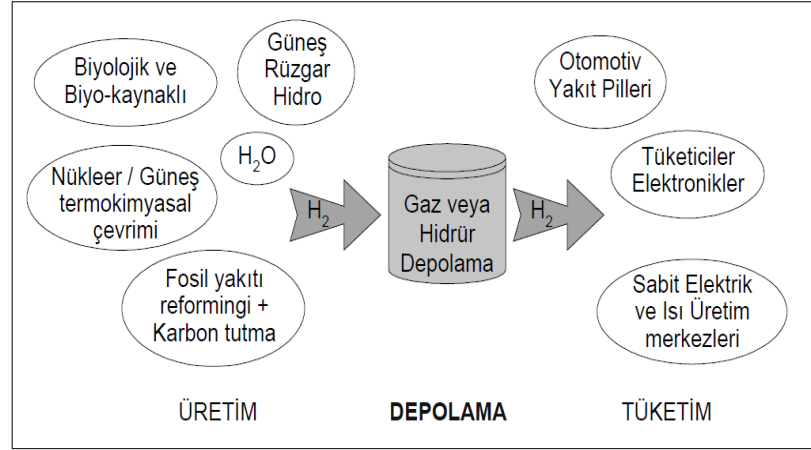 Biyolojik ve
Biyo-kaynaklı
Güneş
Rüzgar
Hidro
H₂O
Nükleer / Güneş
termokimyasal
çevrimi
Fosil yakıtı
reformingi +
Karbon tutma
H₂
Gaz veya
Hidrür
Depolama
H₂
Otomotiv
Yakıt Pilleri
Tüketiciler
Elektronikler
Sabit Elektrik
ve Isı Üretim
merkezleri
ÜRETİM
DEPOLAMA
TÜKETİM